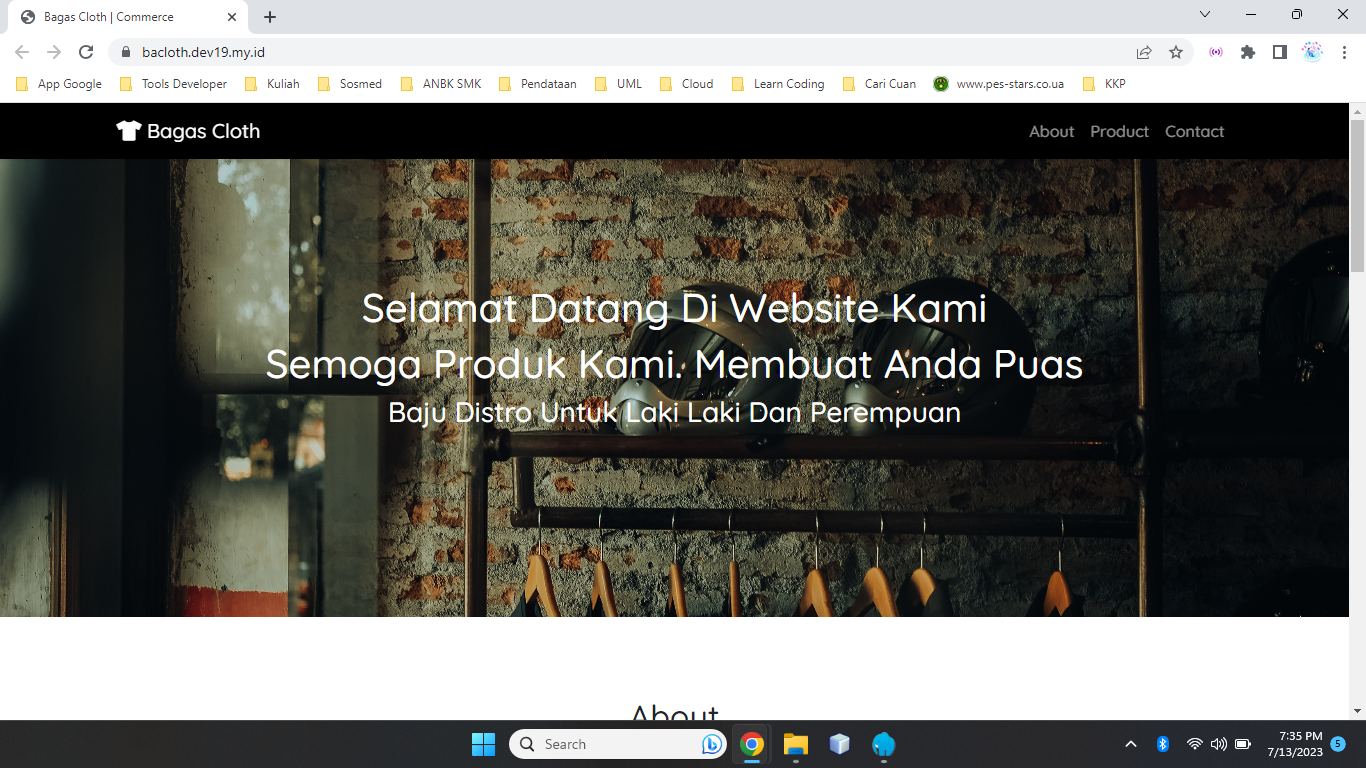 Bagas Cloth | Commerce
bacloth.dev19.my.id
App Google
Tools Developer
Kuliah
Sosmed
ANBK SMK
Pendataan
UML
Cloud
Learn Coding
Cari Cuan
www.pes-stars.co.ua
KKP
Bagas Cloth
About
Product
Contact
Selamat Datang Di Website Kami
Semoga Produk Kami. Membuat Anda Puas
Baju Distro Untuk Laki Laki Dan Perempuan
About
Search
7:35 PM
7/13/2023
5